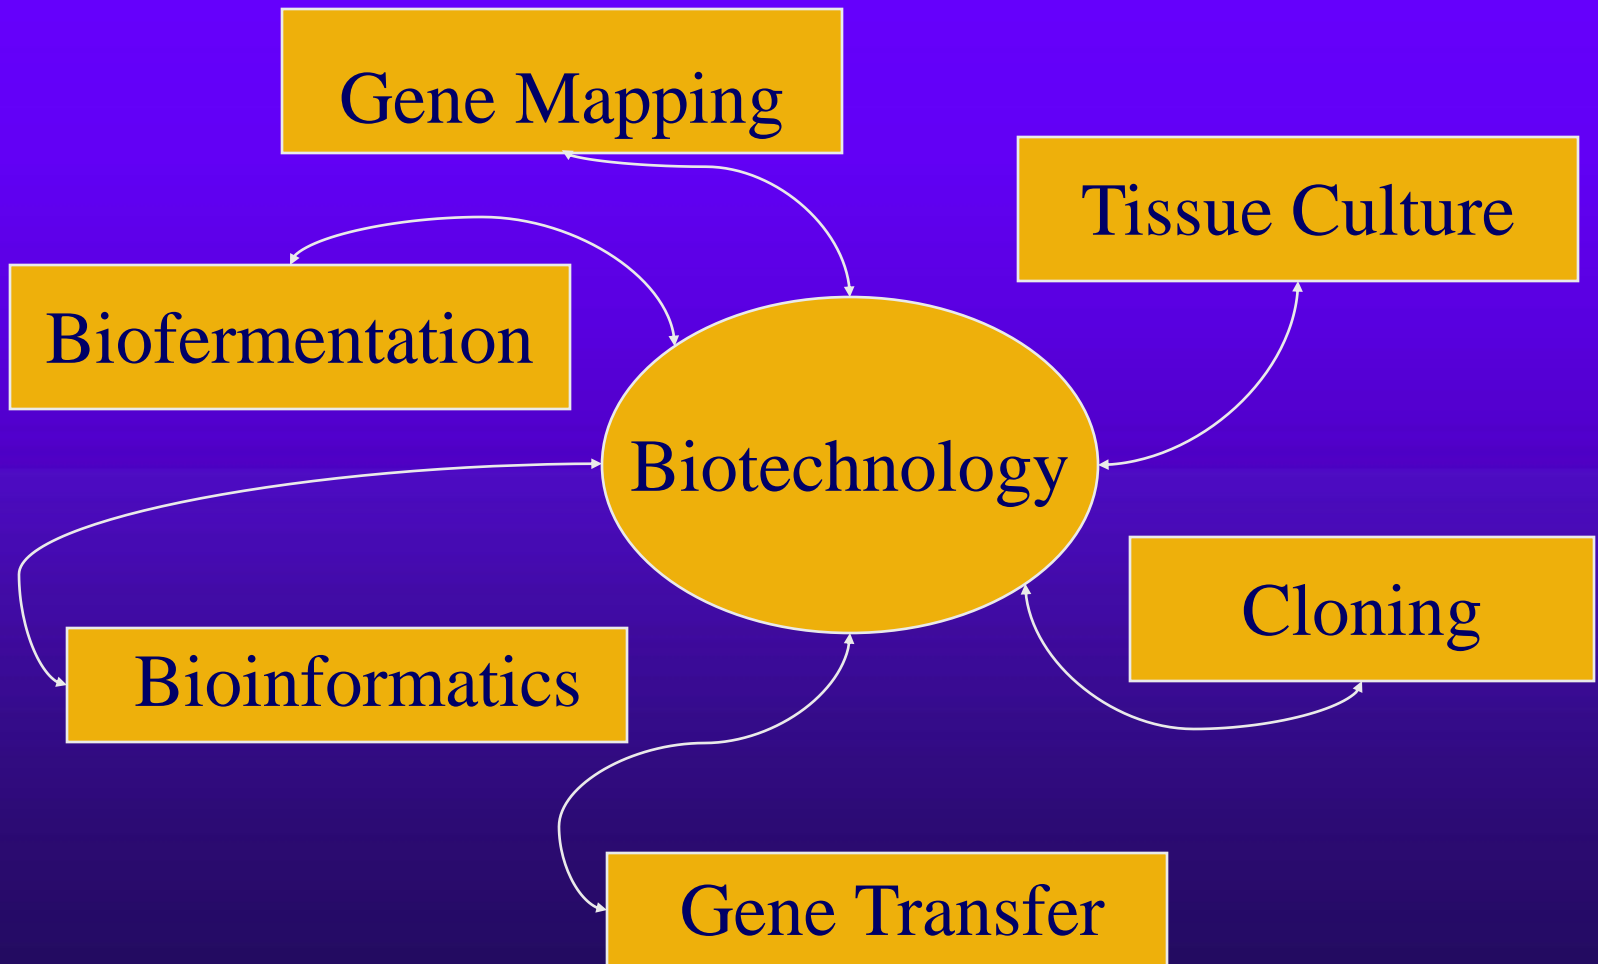 Gene Mapping
Tissue Culture
Biofermentation
Biotechnology
Cloning
Bioinformatics
Gene Transfer